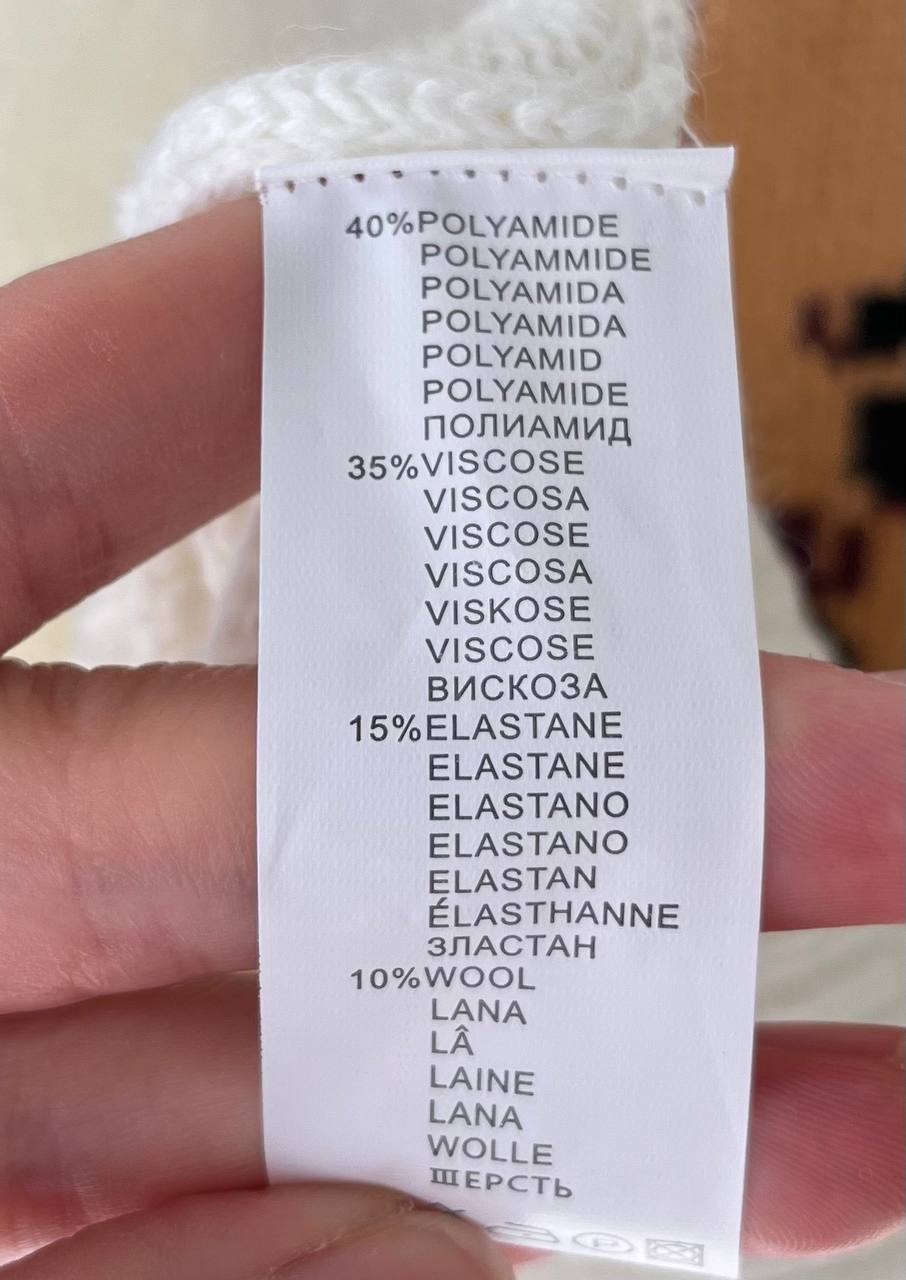 40%POLYAMIDE
POLYAMMIDE
POLYAMIDA
POLYAMIDA
POLYAMID
POLYAMIDE
ПОЛИАМИД
35%VISCOSE
VISCOSA
VISCOSE
VISCOSA
VISKOSE
VISCOSE
ВИСКОЗА
15%ELASTANE
ELASTANE
ELASTANO
ELASTANO
ELASTAN
ÉLASTHANNE
ЗЛАСТАН
10%WOOL
LANA
LÂ
LAINE
LANA
WOLLE
ШЕРСТЬ
P